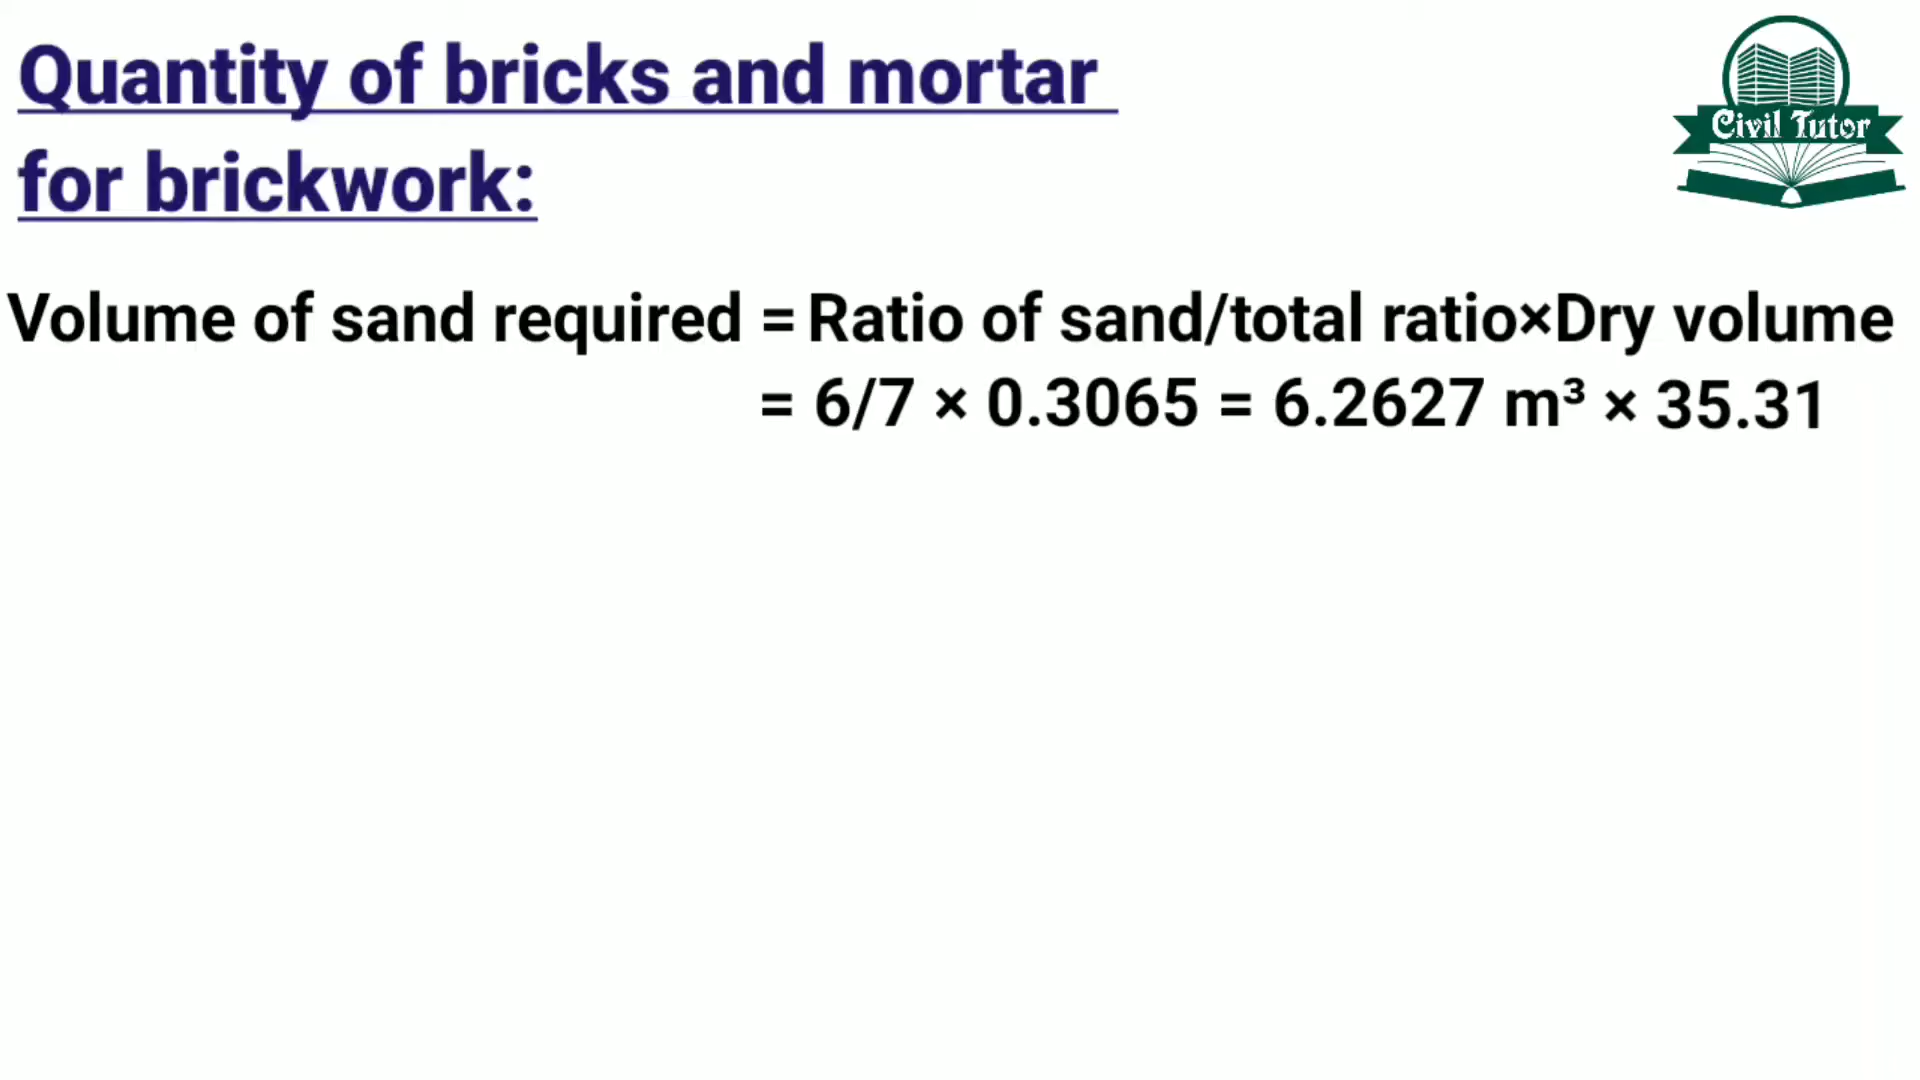 Quantity of bricks and mortar
for brickwork:
Civil Tutor
Volume of sand required = Ratio of sand/total ratio×Dry volume
= 6/7 × 0.3065 = 6.2627 m³ × 35.31